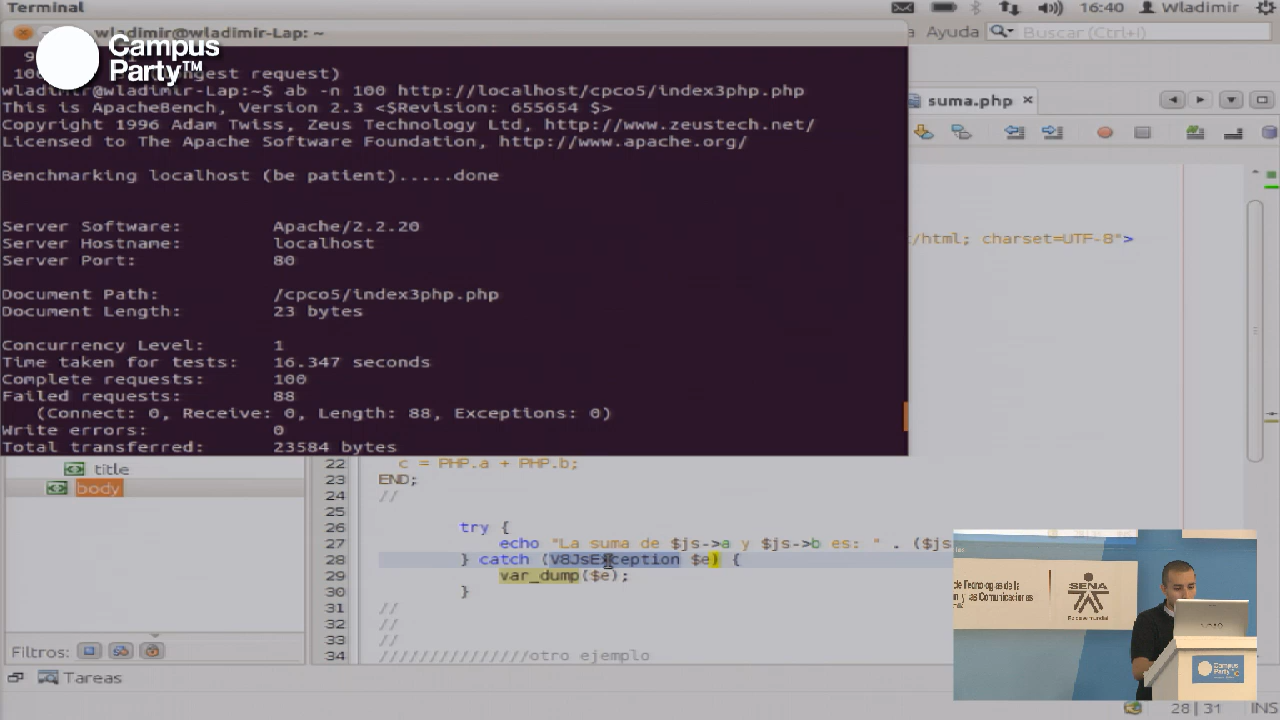 Terminal
16:40 Wladimir
Campus
Party™
wladimir@wladimir-Lap: ~
Ayuda
Buscar (Ctrl+I)
wladimir@wladimir-Lap:~$ ab -n 100 http://localhost/cpco5/index3php.php
This is ApacheBench, Version 2.3 <$Revision: 655654 $>
Copyright 1996 Adam Twiss, Zeus Technology Ltd, http://www.zeustech.net/
Licensed to The Apache Software Foundation, http://www.apache.org/
Benchmarking localhost (be patient).....done
Server Software: Apache/2.2.20
Server Hostname: localhost
Server Port: 80
Document Path: /cpco5/index3php.php
Document Length: 23 bytes
Concurrency Level: 1
Time taken for tests: 16.347 seconds
Complete requests: 100
Failed requests: 88
(Connect: 0, Receive: 0, Length: 88, Exceptions: 0)
Write errors: 0
Total transferred: 23584 bytes
suma.php
/html; charset=UTF-8">
title
body
22 c = PHP.a + PHP.b;
23 END;
24 //
25
26 try {
27 echo "La suma de $js->a y $js->b es: " . ($js
28 } catch (V8JsException $e) {
29 var_dump($e);
30 }
31 //
32 //
33 //
34 ///////////////otro ejemplo
Filtros:
Tareas
28|31 INS
de Tecnologías de la
n y las Comunicaciones
SENA
Campus
Party